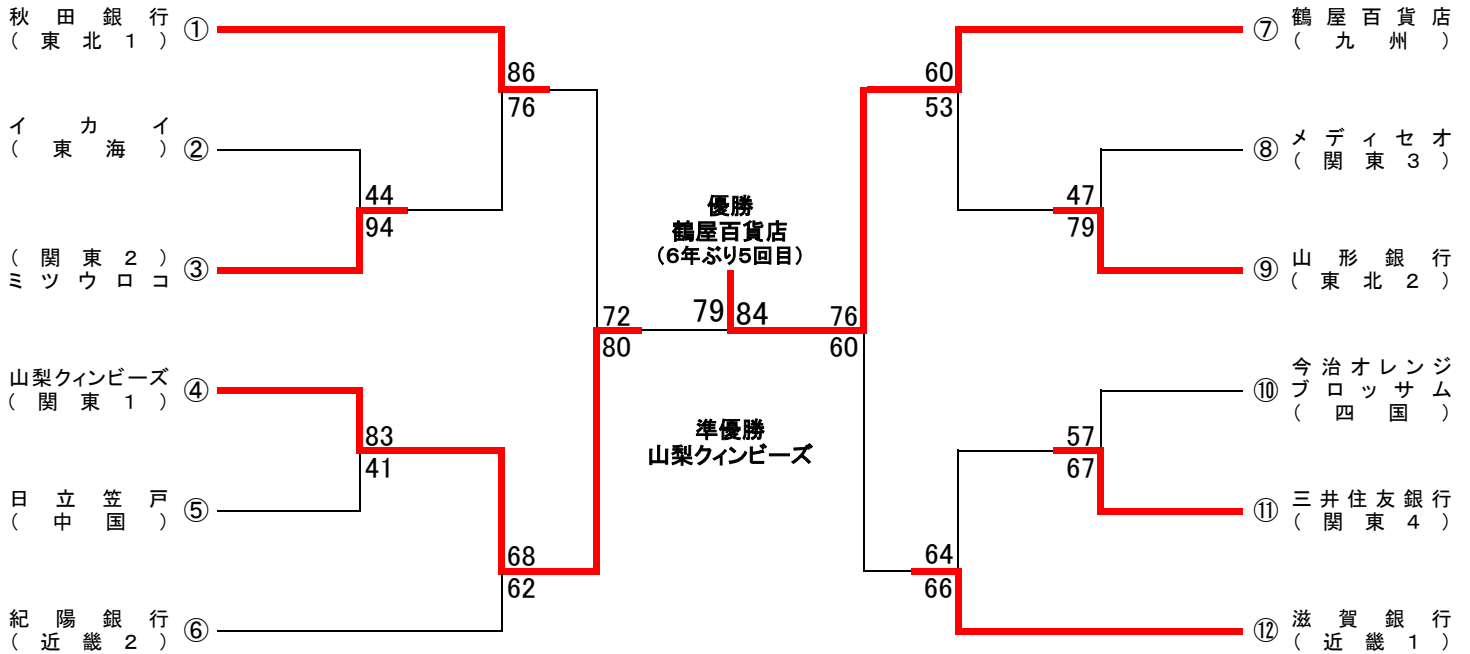 秋田銀行
(東北1)
①
86
76
イカイ
(東海)
②
44
94
(関東2)
ミツウロコ
③
72
80
山梨クィンビーズ
(関東1)
④
83
41
日立笠戸
(中国)
⑤
68
62
紀陽銀行
(近畿2)
⑥
優勝
鶴屋百貨店
(6年ぶり5回目)
79
84
準優勝
山梨クィンビーズ
⑦
鶴屋百貨店
(九州)
60
53
⑧
メディセオ
(関東3)
47
79
⑨
山形銀行
(東北2)
76
60
⑩
今治オレンジ
ブロッサム
(四国)
57
67
⑪
三井住友銀行
(関東4)
64
66
⑫
滋賀銀行
(近畿1)